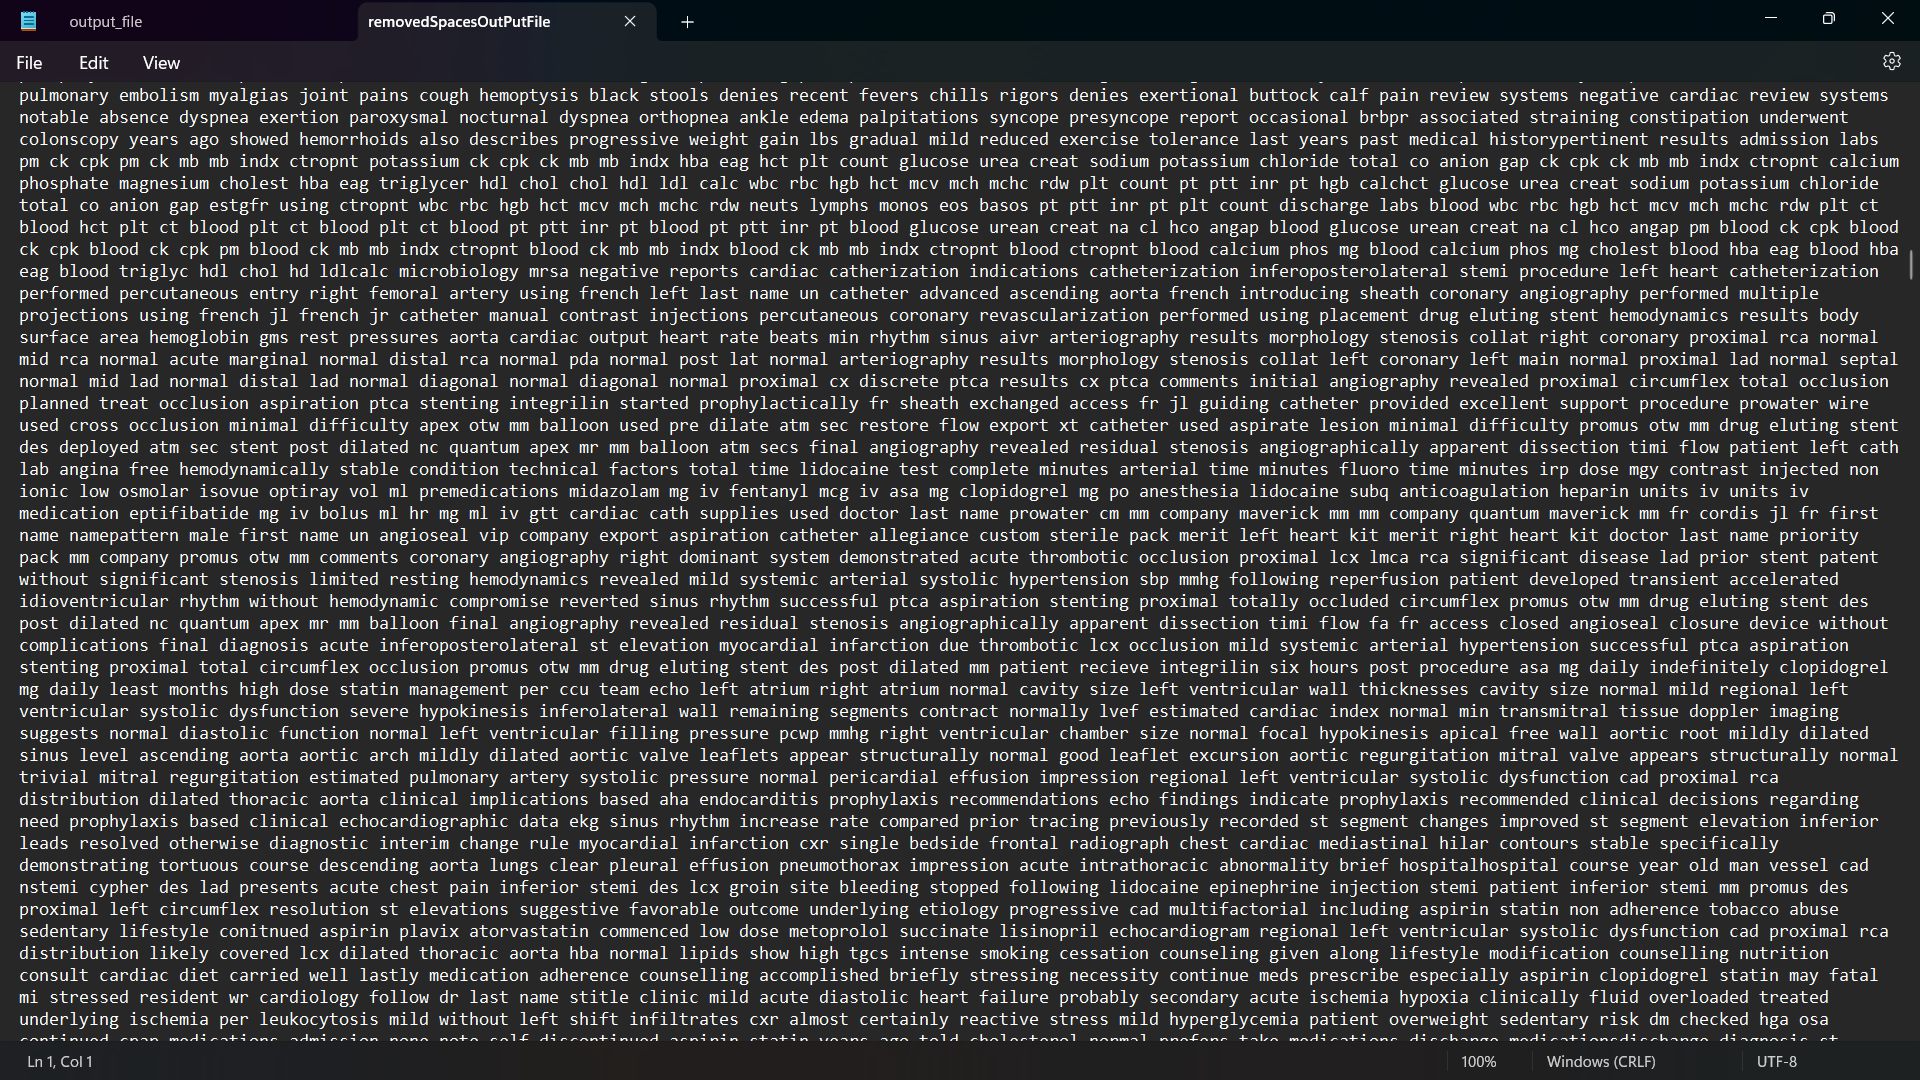 output_file
removedSpacesOutPutFile
File Edit View
pulmonary embolism myalgias joint pains cough hemoptysis black stools denies recent fevers chills rigors denies exertional buttock calf pain review systems negative cardiac review systems
notable absence dyspnea exertion paroxysmal nocturnal dyspnea orthopnea ankle edema palpitations syncope presyncope report occasional brbpr associated straining constipation underwent
colonscopy years ago showed hemorrhoids also describes progressive weight gain lbs gradual mild reduced exercise tolerance last years past medical historypertinent results admission labs
pm ck cpk pm ck mb mb indx ctropnt potassium ck cpk ck mb mb indx hba eag hct plt count glucose urea creat sodium potassium chloride total co anion gap ck cpk ck mb mb indx ctropnt calcium
phosphate magnesium cholest hba eag triglycer hdl chol chol hdl ldl calc wbc rbc hgb hct mcv mch mchc rdw plt count pt ptt inr pt hgb calchct glucose urea creat sodium potassium chloride
total co anion gap estgfr using ctropnt wbc rbc hgb hct mcv mch mchc rdw neuts lymphs monos eos basos pt ptt inr pt plt count discharge labs blood wbc rbc hgb hct mcv mch mchc rdw plt ct
blood hct plt ct blood plt ct blood plt ct blood pt ptt inr pt blood pt ptt inr pt blood glucose urean creat na cl hco angap blood glucose urean creat na cl hco angap pm blood ck cpk blood
ck cpk blood ck cpk pm blood ck mb mb indx ctropnt blood ck mb mb indx blood ck mb mb indx ctropnt blood ctropnt blood calcium phos mg blood calcium phos mg cholest blood hba eag blood hba
eag blood triglyc hdl chol hd ldlcalc microbiology mrsa negative reports cardiac catherization indications catheterization inferoposterolateral stemi procedure left heart catheterization
performed percutaneous entry right femoral artery using french left last name un catheter advanced ascending aorta french introducing sheath coronary angiography performed multiple
projections using french jl french jr catheter manual contrast injections percutaneous coronary revascularization performed using placement drug eluting stent hemodynamics results body
surface area hemoglobin gms rest pressures aorta cardiac output heart rate beats min rhythm sinus aivr arteriography results morphology stenosis collat right coronary proximal rca normal
mid rca normal acute marginal normal distal rca normal pda normal post lat normal arteriography results morphology stenosis collat left coronary left main normal proximal lad normal septal
normal mid lad normal distal lad normal diagonal normal diagonal normal proximal cx discrete ptca results cx ptca comments initial angiography revealed proximal circumflex total occlusion
planned treat occlusion aspiration ptca stenting integrilin started prophylactically fr sheath exchanged access fr jl guiding catheter provided excellent support procedure prowater wire
used cross occlusion minimal difficulty apex otw mm balloon used pre dilate atm sec restore flow export xt catheter used aspirate lesion minimal difficulty promus otw mm drug eluting stent
des deployed atm sec stent post dilated nc quantum apex mr mm balloon atm secs final angiography revealed residual stenosis angiographically apparent dissection timi flow patient left cath
lab angina free hemodynamically stable condition technical factors total time lidocaine test complete minutes arterial time minutes fluoro time minutes irp dose mgy contrast injected non
ionic low osmolar isovue optiray vol ml premedications midazolam mg iv fentanyl mcg iv asa mg clopidogrel mg po anesthesia lidocaine subq anticoagulation heparin units iv units iv
medication eptifibatide mg iv bolus ml hr mg ml iv gtt cardiac cath supplies used doctor last name prowater cm mm company maverick mm mm company quantum maverick mm fr cordis jl fr first
name namepattern male first name un angioseal vip company export aspiration catheter allegiance custom sterile pack merit left heart kit merit right heart kit doctor last name priority
pack mm company promus otw mm comments coronary angiography right dominant system demonstrated acute thrombotic occlusion proximal lcx lmca rca significant disease lad prior stent patent
without significant stenosis limited resting hemodynamics revealed mild systemic arterial systolic hypertension sbp mmhg following reperfusion patient developed transient accelerated
idioventricular rhythm without hemodynamic compromise reverted sinus rhythm successful ptca aspiration stenting proximal totally occluded circumflex promus otw mm drug eluting stent des
post dilated nc quantum apex mr mm balloon final angiography revealed residual stenosis angiographically apparent dissection timi flow fa fr access closed angioseal closure device without
complications final diagnosis acute inferoposterolateral st elevation myocardial infarction due thrombotic lcx occlusion mild systemic arterial hypertension successful ptca aspiration
stenting proximal total circumflex occlusion promus otw mm drug eluting stent des post dilated mm patient recieve integrilin six hours post procedure asa mg daily indefinitely clopidogrel
mg daily least months high dose statin management per ccu team echo left atrium right atrium normal cavity size left ventricular wall thicknesses cavity size normal mild regional left
ventricular systolic dysfunction severe hypokinesis inferolateral wall remaining segments contract normally lvef estimated cardiac index normal min transmitral tissue doppler imaging
suggests normal diastolic function normal left ventricular filling pressure pcwp mmhg right ventricular chamber size normal focal hypokinesis apical free wall aortic root mildly dilated
sinus level ascending aorta aortic arch mildly dilated aortic valve leaflets appear structurally normal good leaflet excursion aortic regurgitation mitral valve appears structurally normal
trivial mitral regurgitation estimated pulmonary artery systolic pressure normal pericardial effusion impression regional left ventricular systolic dysfunction cad proximal rca
distribution dilated thoracic aorta clinical implications based aha endocarditis prophylaxis recommendations echo findings indicate prophylaxis recommended clinical decisions regarding
need prophylaxis based clinical echocardiographic data ekg sinus rhythm increase rate compared prior tracing previously recorded st segment changes improved st segment elevation inferior
leads resolved otherwise diagnostic interim change rule myocardial infarction cxr single bedside frontal radiograph chest cardiac mediastinal hilar contours stable specifically
demonstrating tortuous course descending aorta lungs clear pleural effusion pneumothorax impression acute intrathoracic abnormality brief hospitalhospital course year old man vessel cad
nstemi cypher des lad presents acute chest pain inferior stemi des lcx groin site bleeding stopped following lidocaine epinephrine injection stemi patient inferior stemi mm promus des
proximal left circumflex resolution st elevations suggestive favorable outcome underlying etiology progressive cad multifactorial including aspirin statin non adherence tobacco abuse
sedentary lifestyle conitnued aspirin plavix atorvastatin commenced low dose metoprolol succinate lisinopril echocardiogram regional left ventricular systolic dysfunction cad proximal rca
distribution likely covered lcx dilated thoracic aorta hba normal lipids show high tgcs intense smoking cessation counseling given along lifestyle modification counselling nutrition
consult cardiac diet carried well lastly medication adherence counselling accomplished briefly stressing necessity continue meds prescribe especially aspirin clopidogrel statin may fatal
mi stressed resident wr cardiology follow dr last name stitle clinic mild acute diastolic heart failure probably secondary acute ischemia hypoxia clinically fluid overloaded treated
underlying ischemia per leukocytosis mild without left shift infiltrates cxr almost certainly reactive stress mild hyperglycemia patient overweight sedentary risk dm checked hga osa
continued cpap medications admission none note self discontinued aspirin statin years ago told cholesterol normal prefers take medications discharge medicationsdischarge diagnosis st
Ln 1, Col 1 100% Windows (CRLF) UTF-8